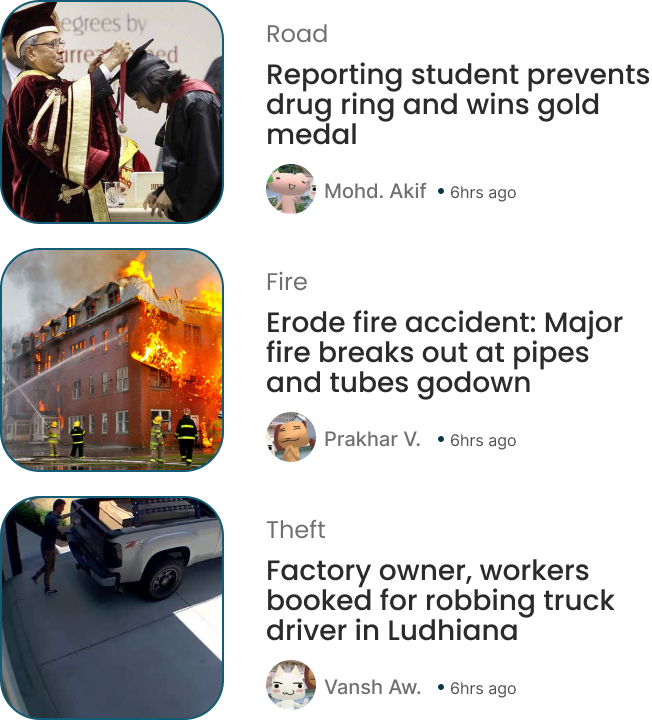 egrees by
Road
Reporting student prevents
drug ring and wins gold
medal
Mohd. Akif • 6hrs ago
Fire
Erode fire accident: Major
fire breaks out at pipes
and tubes godown
Prakhar V. • 6hrs ago
Theft
Factory owner, workers
booked for robbing truck
driver in Ludhiana
Vansh Aw. • 6hrs ago